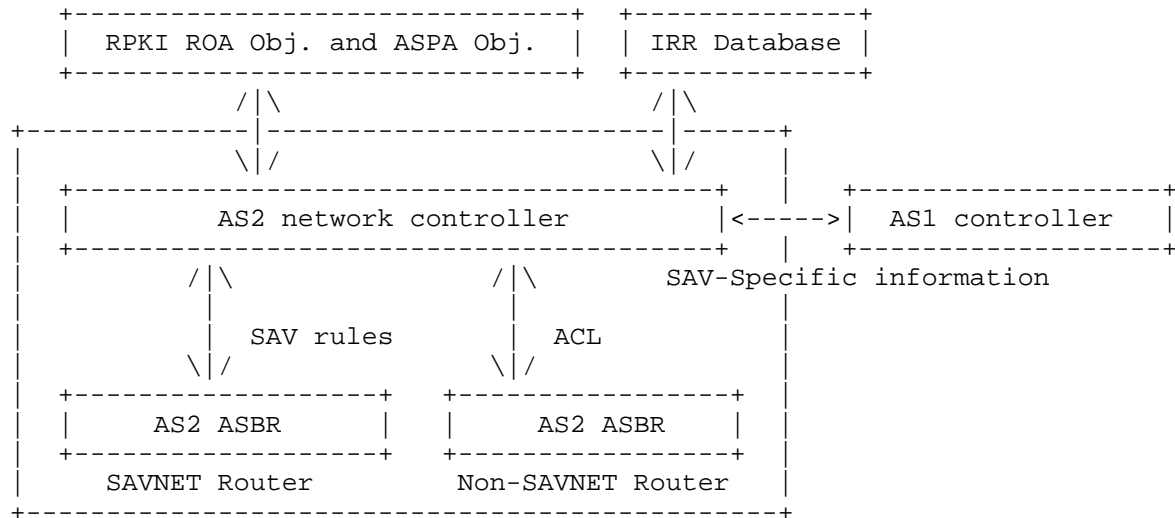 RPKI ROA Obj. and ASPA Obj. IRR Database
AS2 network controller AS1 controller
SAV-Specific information
SAV rules ACL
AS2 ASBR AS2 ASBR
SAVNET Router Non-SAVNET Router